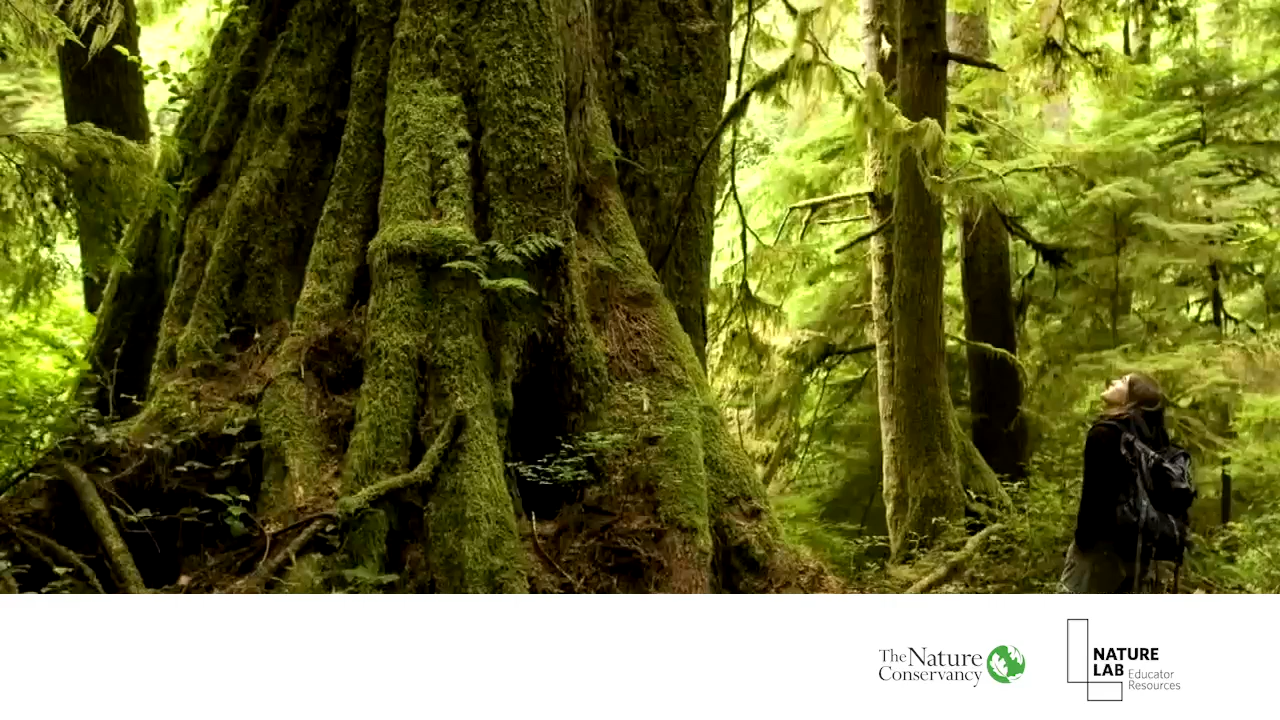 The Nature
Conservancy
NATURE
LAB
Educator
Resources